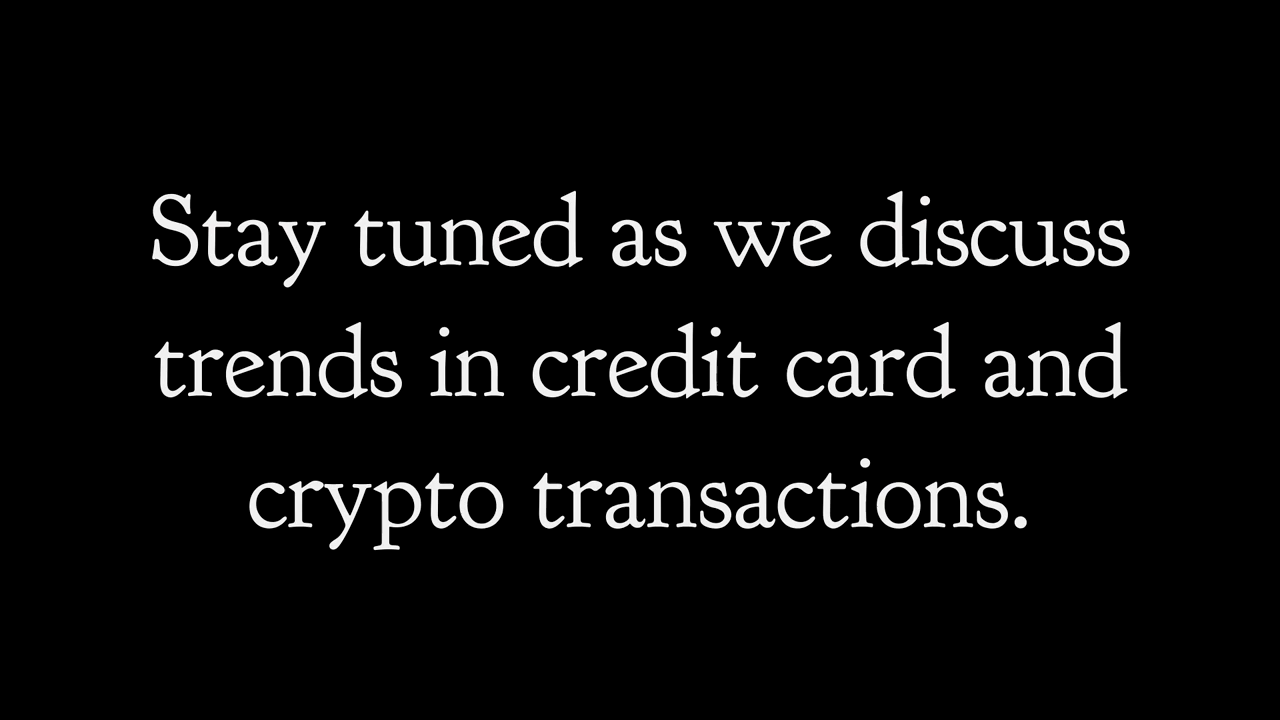 Stay tuned as we discuss
trends in credit card and
crypto transactions.